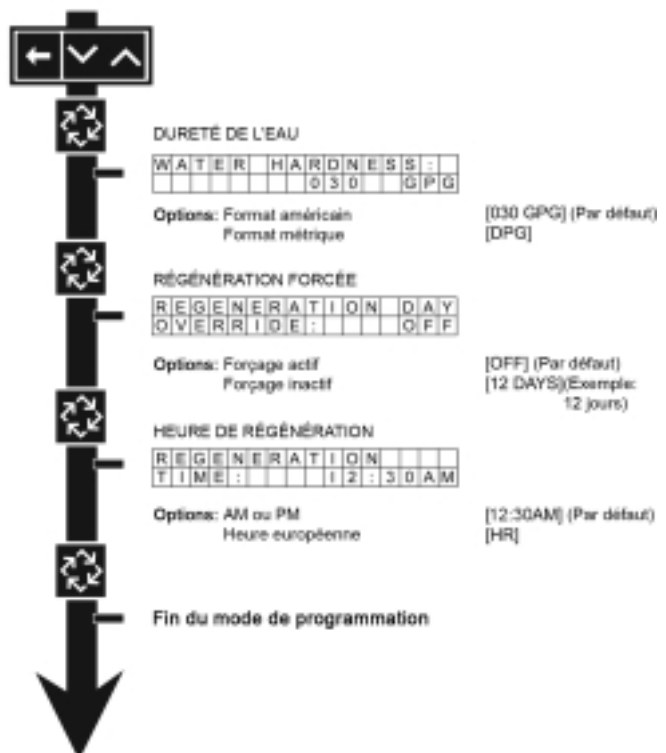 DURETÉ DE L'EAU
WATER HARDNESS:
030 GPG
Options: Format américain [030 GPG] (Par défaut)
Format métrique [DPG]
RÉGÉNÉRATION FORCÉE
REGENERATION DAY
OVERRIDE: OFF
Options: Forçage actif [OFF] (Par défaut)
Forçage inactif [12 DAYS](Exemple:
12 jours)
HEURE DE RÉGÉNÉRATION
REGENERATION
TIME: 12:30AM
Options: AM ou PM [12:30AM] (Par défaut)
Heure européenne [HR]
Fin du mode de programmation